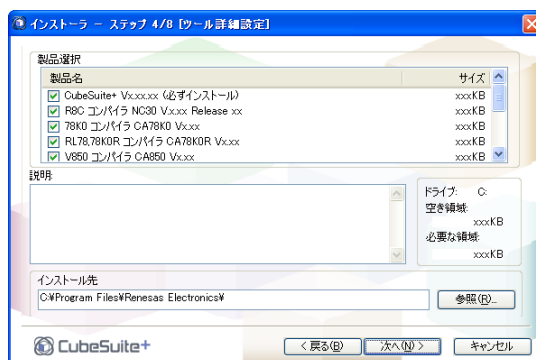 インストーラ － ステップ 4/8 [ツール詳細設定]
製品選択
製品名 サイズ
CubeSuite+ Vx.xx.xx (必ずインストール) xxxKB
R8C コンパイラ NC30 V.x.xx Release xx xxxKB
78K0 コンパイラ CA78K0 Vx.xx xxxKB
RL78,78K0R コンパイラ CA78K0R Vx.xx xxxKB
V850 コンパイラ CA850 Vx.xx xxxKB
説明:
ドライブ: C:
空き領域:
xxxKB
必要な領域:
xxxKB
インストール先
C:¥Program Files¥Renesas Electronics¥
参照(R)...
CubeSuite+
< 戻る(B) 次へ(N) > キャンセル